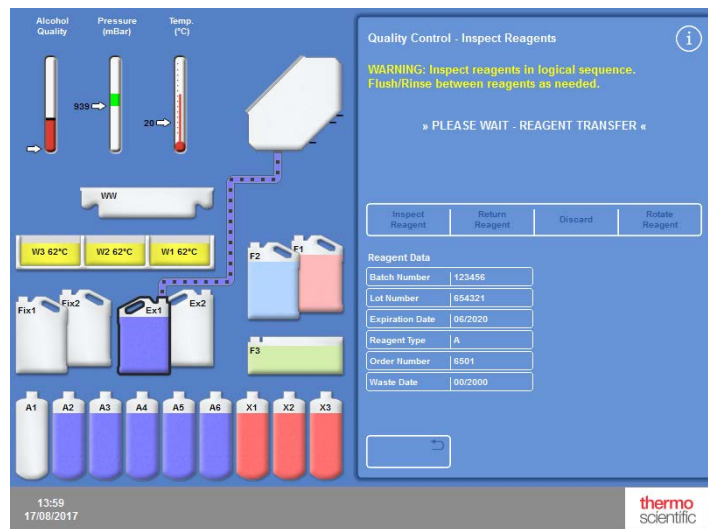 Alcohol
Quality
Pressure
(mBar)
Temp.
(°C)
939
20
WW
W3 62°C
W2 62°C
W1 62°C
F2
F1
Fix1
Fix2
Ex1
Ex2
F3
A1
A2
A3
A4
A5
A6
X1
X2
X3
Quality Control - Inspect Reagents
i
WARNING: Inspect reagents in logical sequence.
Flush/Rinse between reagents as needed.
» PLEASE WAIT - REAGENT TRANSFER «
Inspect
Reagent
Return
Reagent
Discard
Rotate
Reagent
Reagent Data
Batch Number 123456
Lot Number 654321
Expiration Date 06/2020
Reagent Type A
Order Number 6501
Waste Date 00/2000
13:59
17/08/2017
thermo
scientific